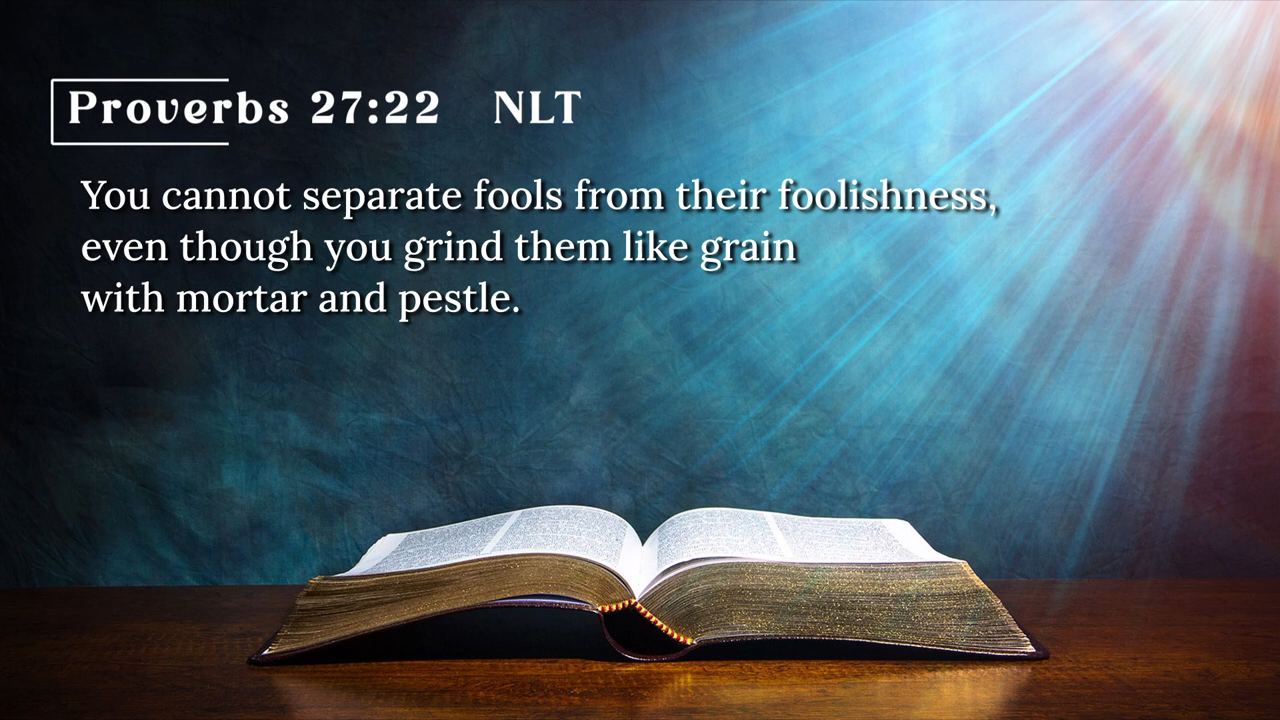 Proverbs 27:22 NLT
You cannot separate fools from their foolishness,
even though you grind them like grain
with mortar and pestle.